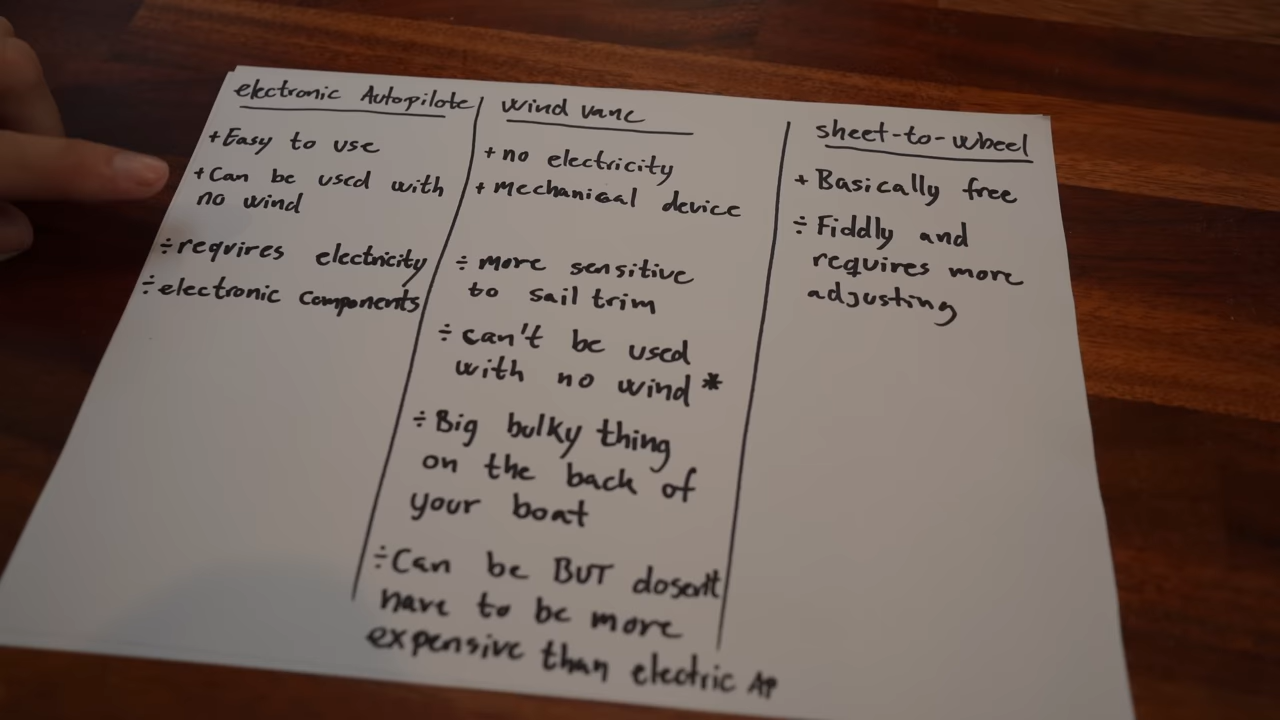 electronic Autopilote
+Easy to use
+Can be used with
no wind
÷requires electricity
÷electronic components
wind vane
+no electricity
+mechanical device
÷more sensitive
to sail trim
÷can't be used
with no wind*
÷Big bulky thing
on the back of
your boat
÷Can be BUT dosen't
have to be more
expensive than electric AP
sheet-to-wheel
+Basically free
÷Fiddly and
requires more
adjusting